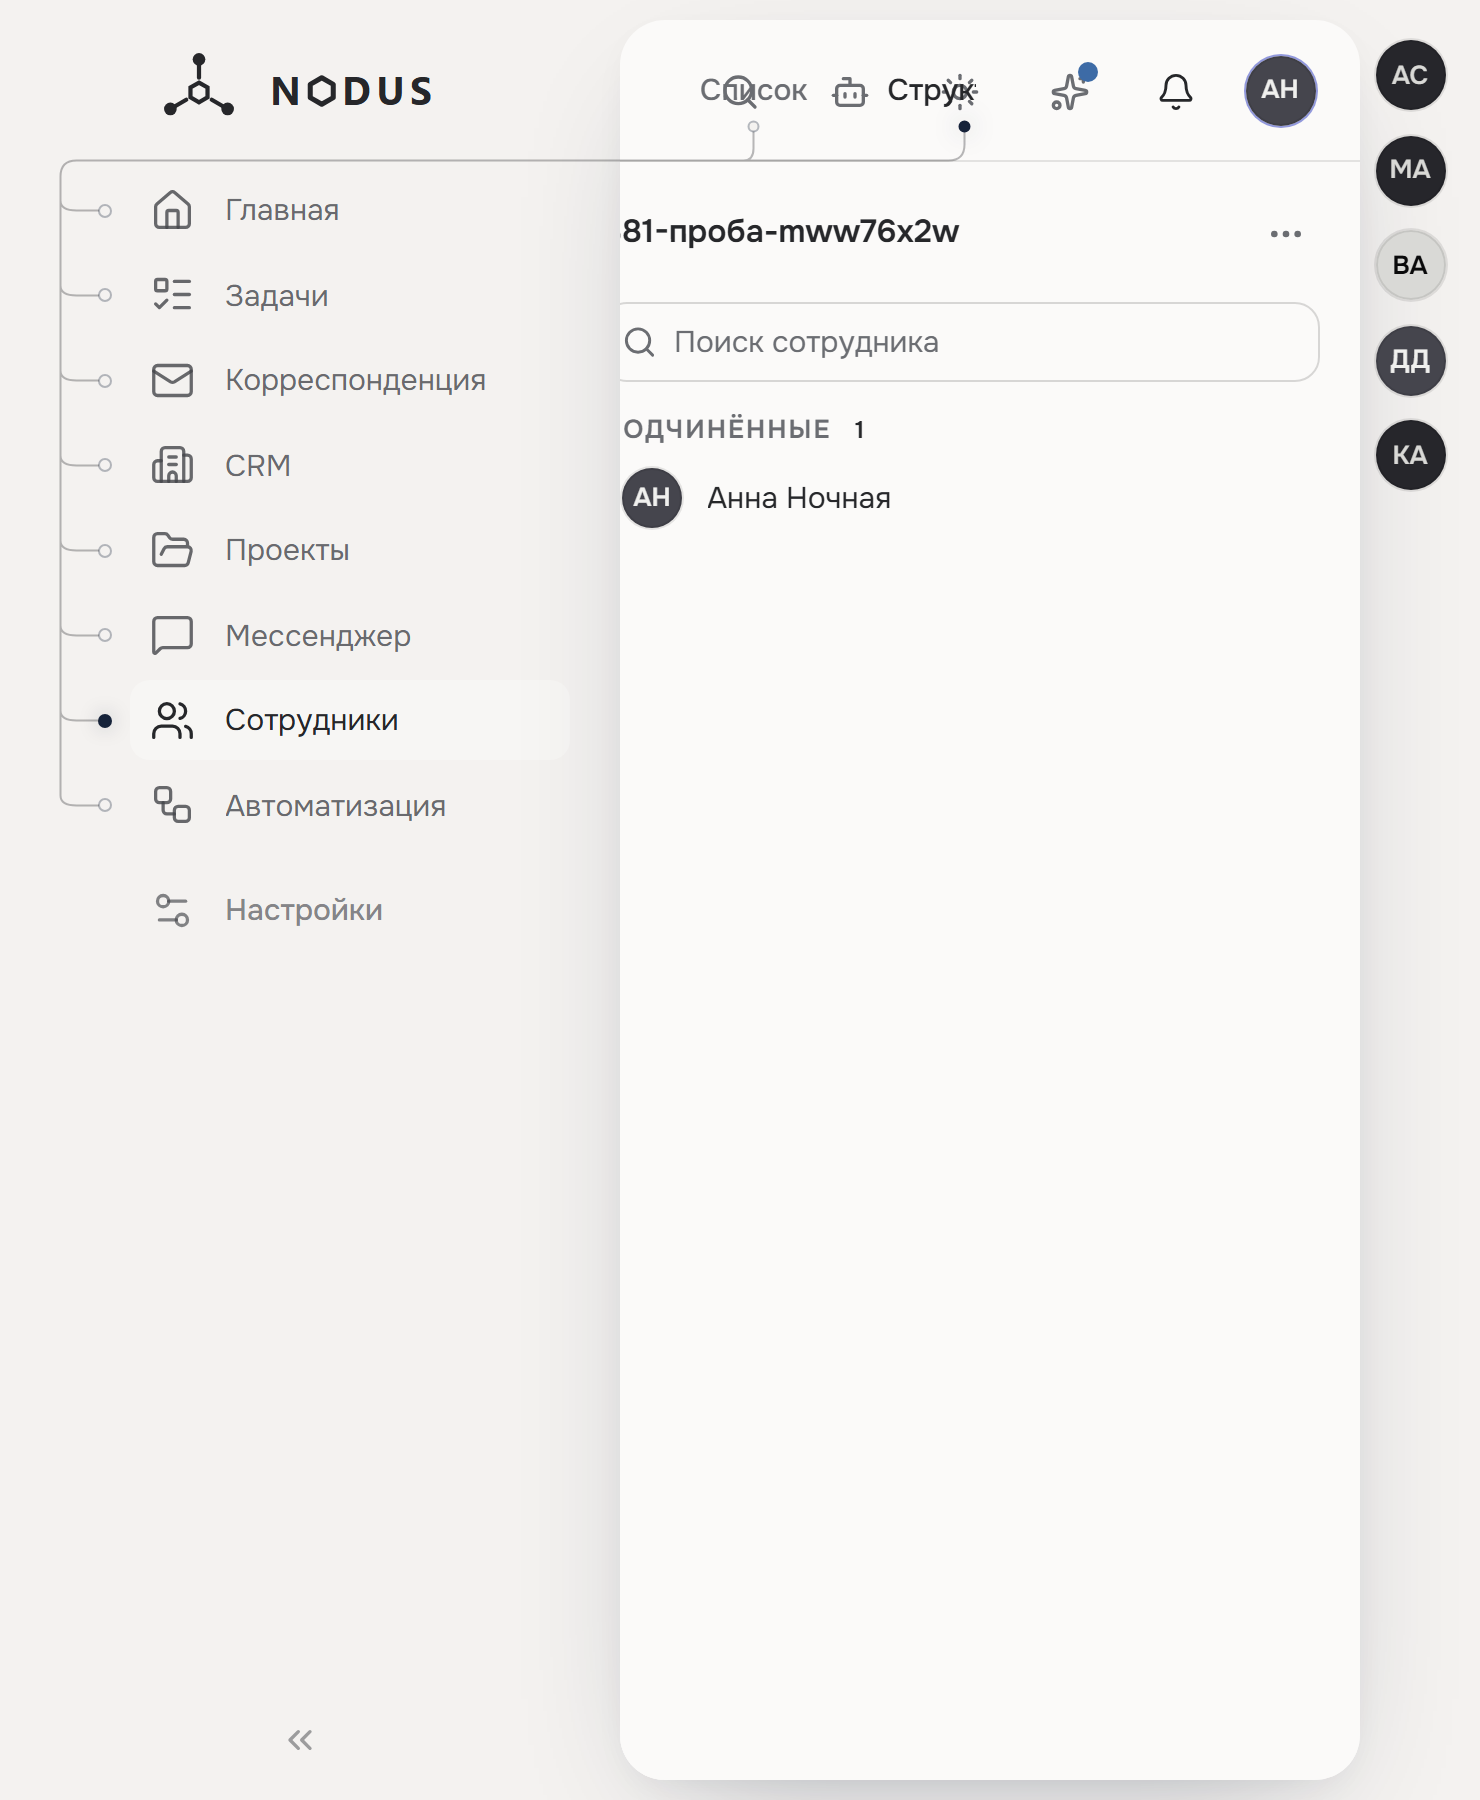 NODUS
Список
Струк
АН
АС
МА
ВА
ДД
КА
Главная
Задачи
Корреспонденция
CRM
Проекты
Мессенджер
Сотрудники
Автоматизация
Настройки
81-проба-mww76x2w
Поиск сотрудника
ОДЧИНЁННЫЕ 1
АН Анна Ночная